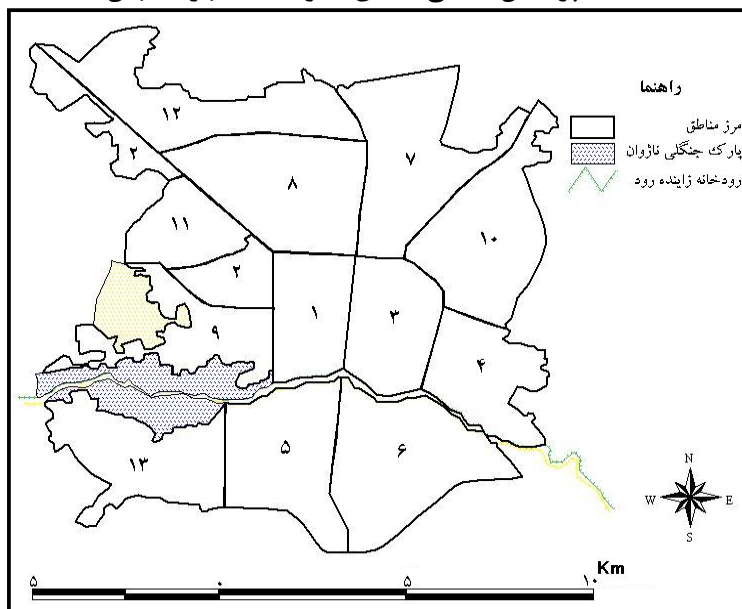 راهنما
مرز مناطق
پارک جنگلی ناژوان
رودخانه زاینده رود
۱۲
۲
۷
۸
۱۱
۱۰
۲
۱
۳
۹
۴
۵
۶
۱۳
N
W E
S
Km
۵ ۰ ۵ ۱۰